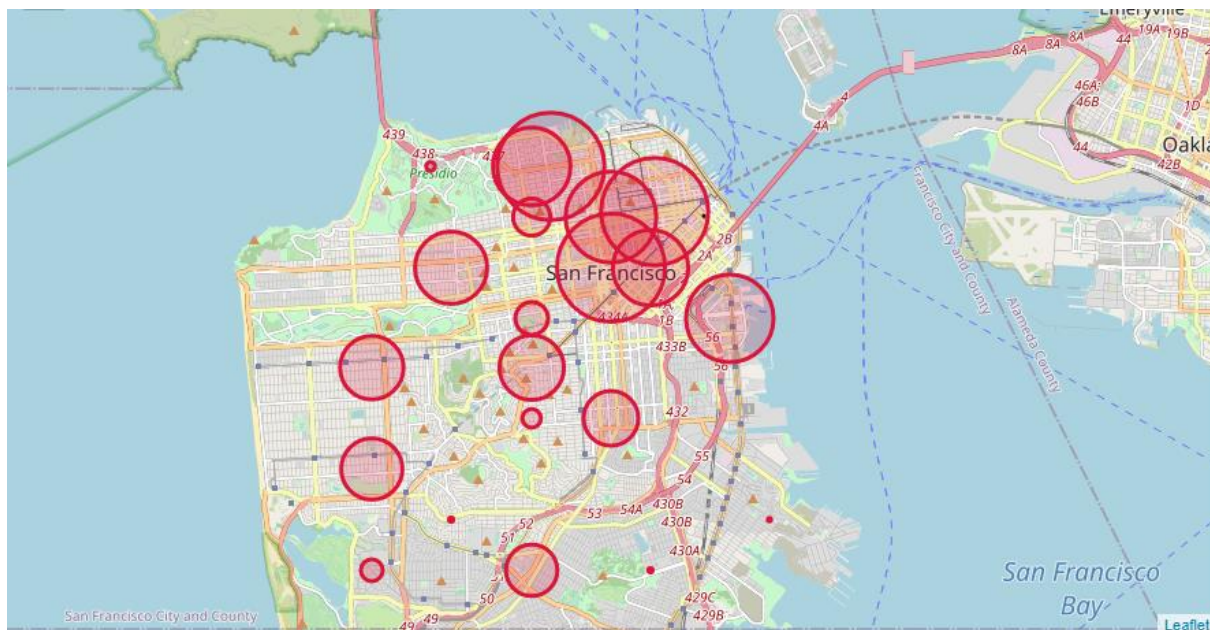 Emeryville
44
19A
19B
8A
8A
8A
46A;
46B
1D
4
4A
44
Oakla
42B
439
438
437
Presidio
2B
2A
San Francisco
434A
1B
56
433B
56
432
55
54
53
54A
430B
52
51
430B
430A
50
49
49
429C
429B
Francisco City and County
Alameda County
San Francisco
Bay
San Francisco City and County
Leaflet